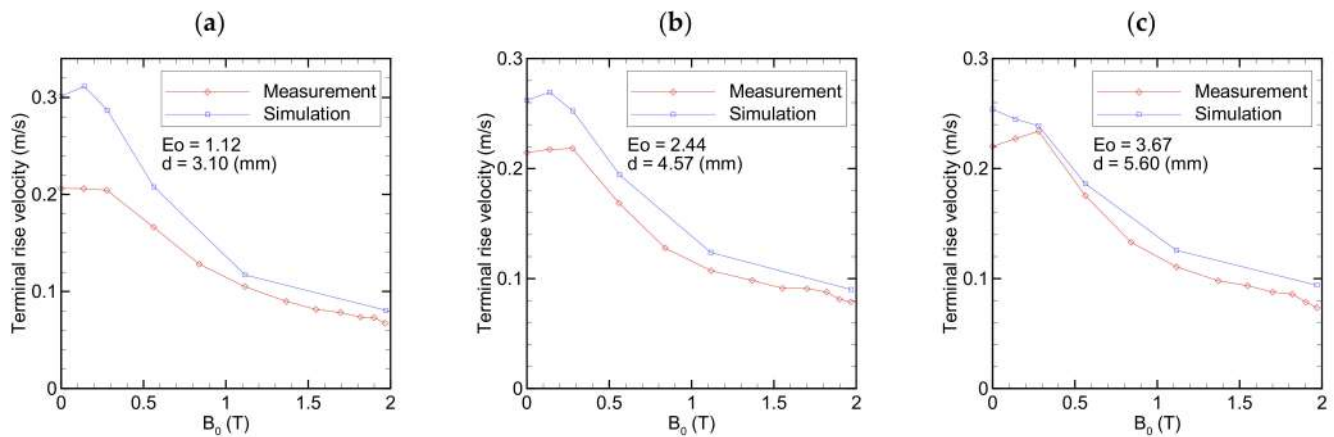 (a)
0.3
0.2
0.1
0
Terminal rise velocity (m/s)
Measurement
Simulation
Eo = 1.12
d = 3.10 (mm)
0 0.5 1 1.5 2
B₀ (T)
(b)
0.3
0.2
0.1
0
Terminal rise velocity (m/s)
Measurement
Simulation
Eo = 2.44
d = 4.57 (mm)
0 0.5 1 1.5 2
B₀ (T)
(c)
0.3
0.2
0.1
0
Terminal rise velocity (m/s)
Measurement
Simulation
Eo = 3.67
d = 5.60 (mm)
0 0.5 1 1.5 2
B₀ (T)